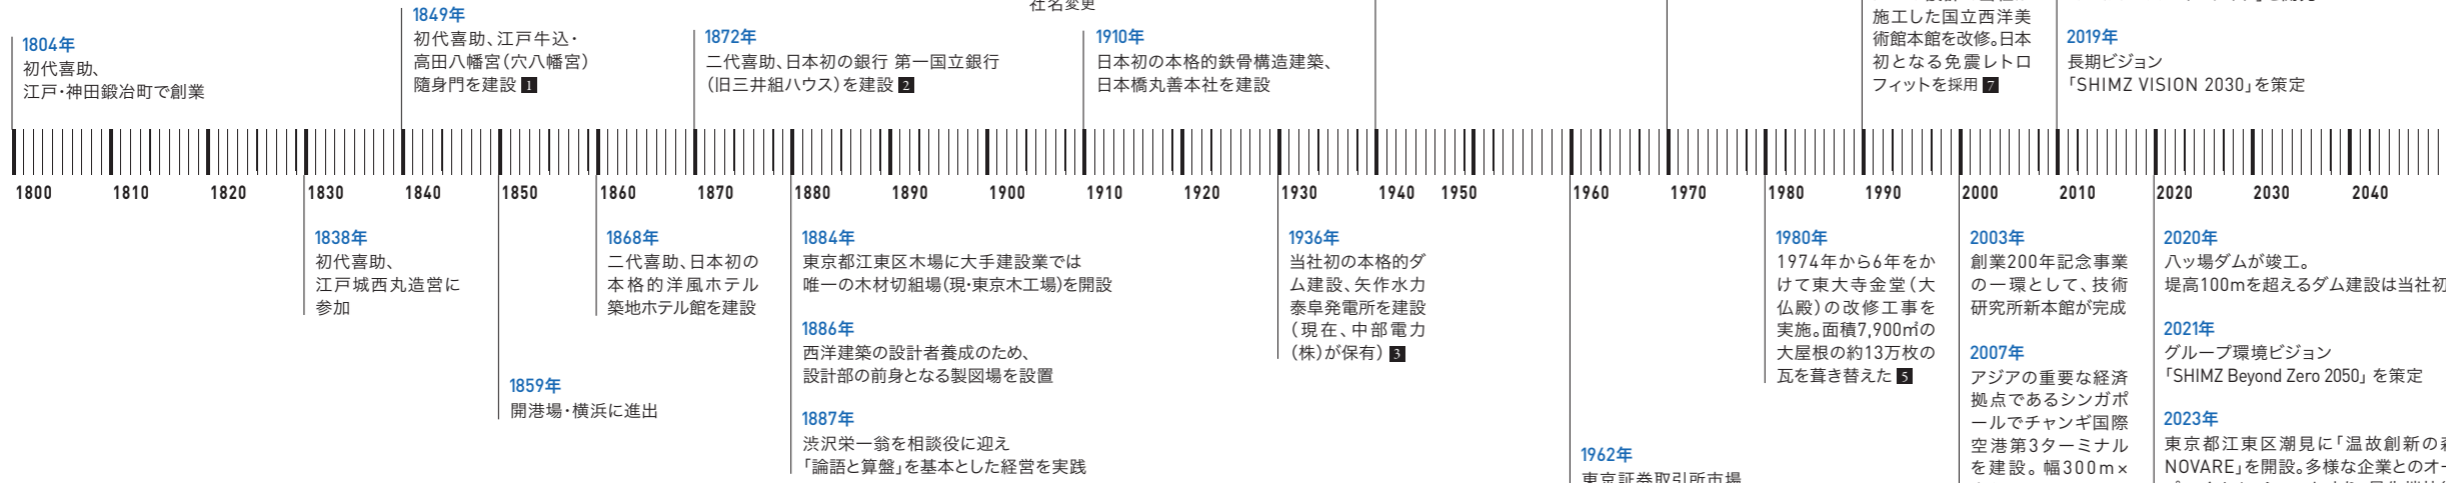 社名変更
1804年
初代喜助、
江戸・神田鍛冶町で創業
1849年
初代喜助、江戸牛込・
高田八幡宮(穴八幡宮)
隨身門を建設 1
1872年
二代喜助、日本初の銀行 第一国立銀行
(旧三井組ハウス)を建設 2
1910年
日本初の本格的鉄骨構造建築、
日本橋丸善本社を建設
施工した国立西洋美
術館本館を改修。日本
初となる免震レトロ
フィットを採用 7
2019年
長期ビジョン
「SHIMZ VISION 2030」を策定
1800 1810 1820 1830 1840 1850 1860 1870 1880 1890 1900 1910 1920 1930 1940 1950 1960 1970 1980 1990 2000 2010 2020 2030 2040
1838年
初代喜助、
江戸城西丸造営に
参加
1859年
開港場・横浜に進出
1868年
二代喜助、日本初の
本格的洋風ホテル
築地ホテル館を建設
1884年
東京都江東区木場に大手建設業では
唯一の木材切組場(現・東京木工場)を開設
1886年
西洋建築の設計者養成のため、
設計部の前身となる製図場を設置
1887年
渋沢栄一翁を相談役に迎え
「論語と算盤」を基本とした経営を実践
1936年
当社初の本格的ダ
ム建設、矢作水力
泰阜発電所を建設
(現在、中部電力
(株)が保有) 3
1962年
東京証券取引所市場
1980年
1974年から6年をか
けて東大寺金堂(大
仏殿)の改修工事を
実施。面積7,900㎡の
大屋根の約13万枚の
瓦を葺き替えた 5
2003年
創業200年記念事業
の一環として、技術
研究所新本館が完成
2007年
アジアの重要な経済
拠点であるシンガポ
ールでチャンギ国際
空港第3ターミナル
を建設。幅300m×
2020年
八ッ場ダムが竣工。
堤高100mを超えるダム建設は当社初
2021年
グループ環境ビジョン
「SHIMZ Beyond Zero 2050」を策定
2023年
東京都江東区潮見に「温故創新の森
NOVARE」を開設。多様な企業とのオー